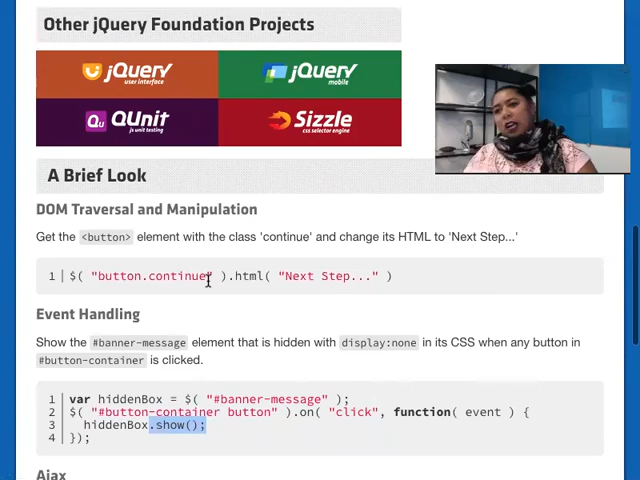 Other jQuery Foundation Projects
jQuery
user interface
jQuery
mobile
Qu QUnit
js unit testing
Sizzle
css selector engine
A Brief Look
DOM Traversal and Manipulation
Get the <button> element with the class 'continue' and change its HTML to 'Next Step...'
1 $( "button.continue" ).html( "Next Step..." )
Event Handling
Show the #banner-message element that is hidden with display:none in its CSS when any button in
#button-container is clicked.
1 var hiddenBox = $( "#banner-message" );
2 $( "#button-container button" ).on( "click", function( event ) {
3 hiddenBox.show();
4 });
Ajax